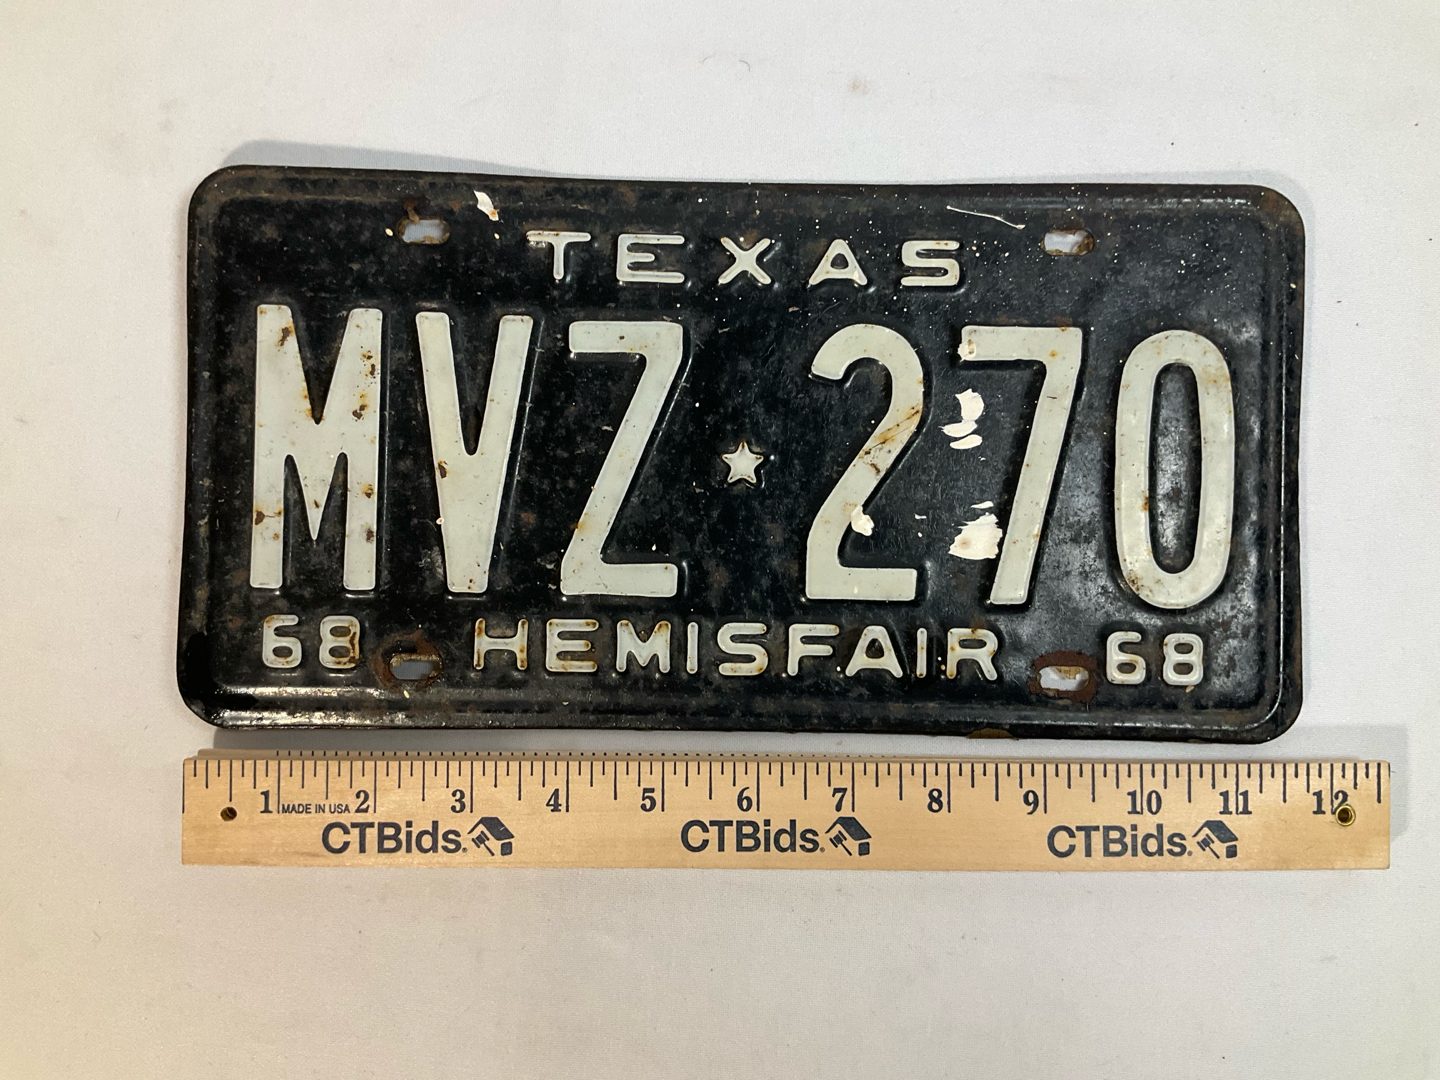 TEXAS
MVZ 270
68 HEMISFAIR 68
1 MADE IN USA 2 3 4 5 6 7 8 9 10 11 12
CTBids. CTBids. CTBids.